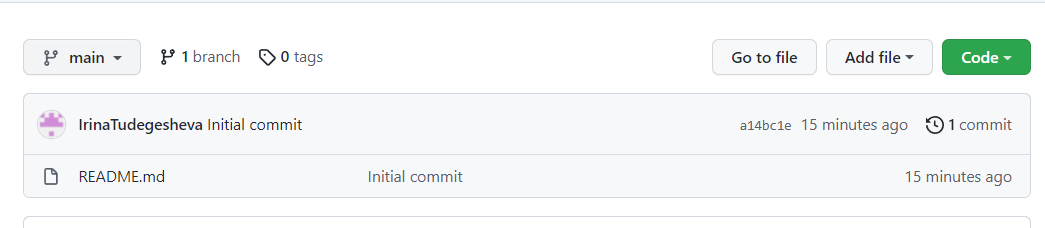 main 1 branch 0 tags Go to file Add file Code
IrinaTudegesheva Initial commit a14bc1e 15 minutes ago 1 commit
README.md Initial commit 15 minutes ago